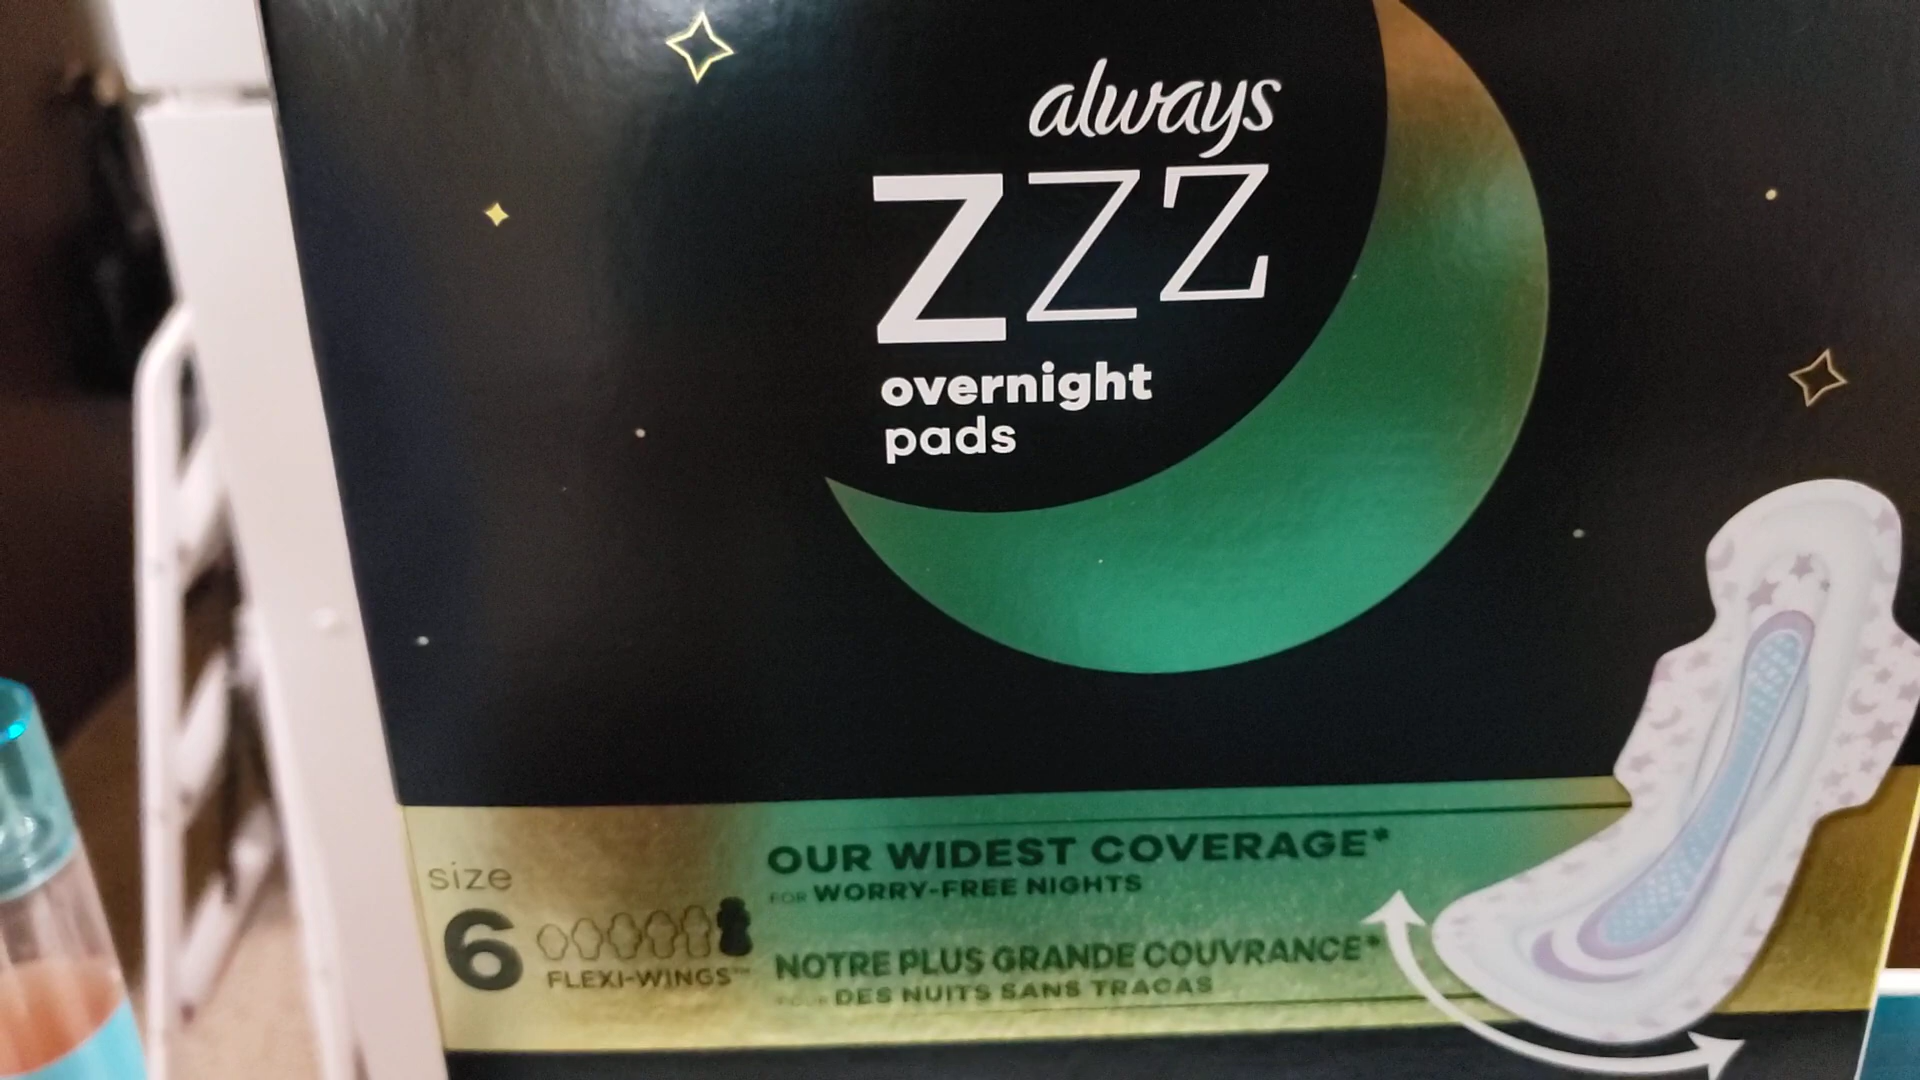 always
ZZZ
overnight
pads
size
6
FLEXI-WINGS™
OUR WIDEST COVERAGE*
FOR WORRY-FREE NIGHTS
NOTRE PLUS GRANDE COUVRANCE*
DES NUITS SANS TRACAS